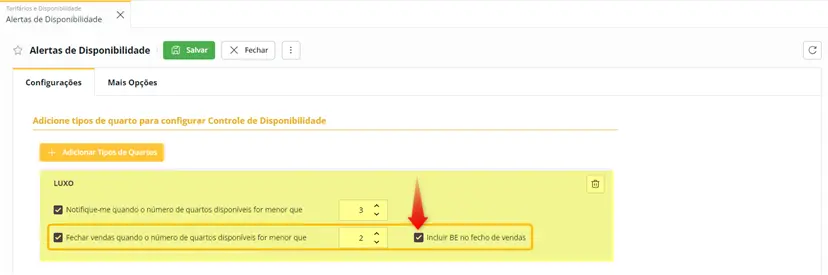 Tarifários e Disponibilidade
Alertas de Disponibilidade
Alertas de Disponibilidade
Salvar
Fechar
Configurações
Mais Opções
Adicione tipos de quarto para configurar Controle de Disponibilidade
+ Adicionar Tipos de Quartos
LUXO
Notifique-me quando o número de quartos disponíveis for menor que 3
Fechar vendas quando o número de quartos disponíveis for menor que 2 Incluir BE no fecho de vendas